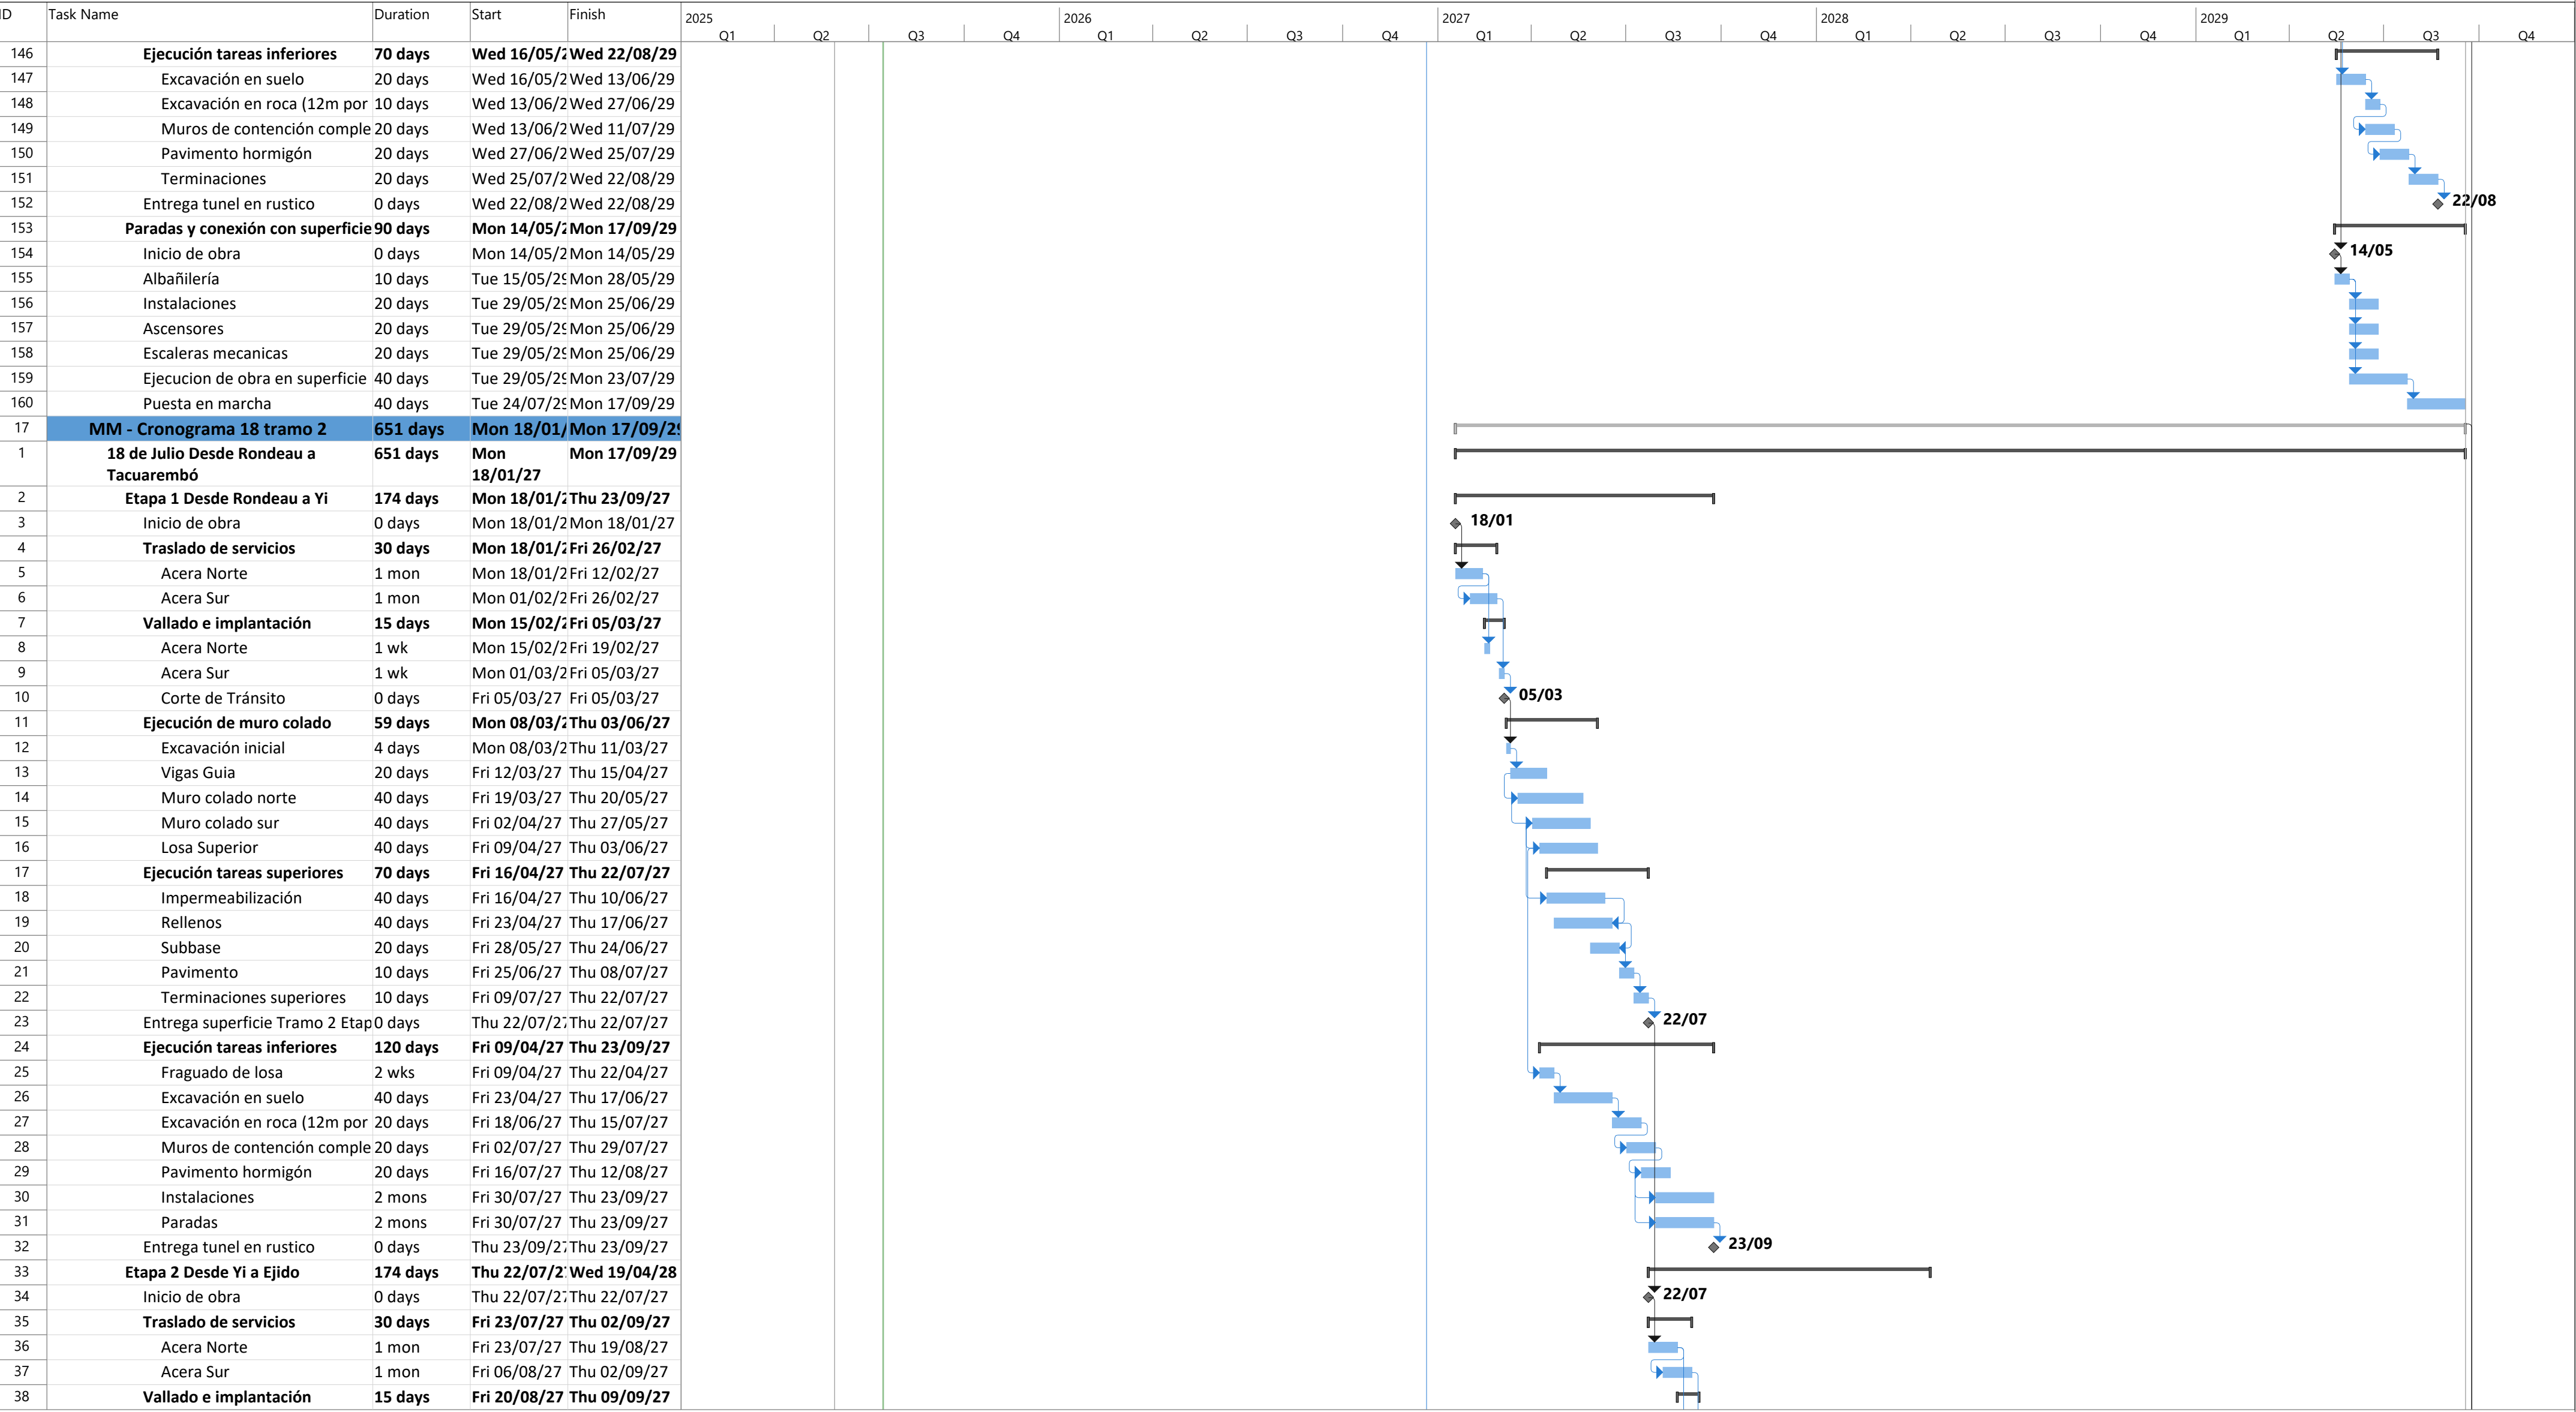 ID Task Name Duration Start Finish
2025 2026 2027 2028 2029
Q1 Q2 Q3 Q4 Q1 Q2 Q3 Q4 Q1 Q2 Q3 Q4 Q1 Q2 Q3 Q4 Q1 Q2 Q3 Q4
146 Ejecución tareas inferiores 70 days Wed 16/05/2 Wed 22/08/29
147 Excavación en suelo 20 days Wed 16/05/2 Wed 13/06/29
148 Excavación en roca (12m por 10 days Wed 13/06/2 Wed 27/06/29
149 Muros de contención comple 20 days Wed 13/06/2 Wed 11/07/29
150 Pavimento hormigón 20 days Wed 27/06/2 Wed 25/07/29
151 Terminaciones 20 days Wed 25/07/2 Wed 22/08/29
152 Entrega tunel en rustico 0 days Wed 22/08/2 Wed 22/08/29 22/08
153 Paradas y conexión con superficie 90 days Mon 14/05/2 Mon 17/09/29
154 Inicio de obra 0 days Mon 14/05/2 Mon 14/05/29 14/05
155 Albañilería 10 days Tue 15/05/29 Mon 28/05/29
156 Instalaciones 20 days Tue 29/05/29 Mon 25/06/29
157 Ascensores 20 days Tue 29/05/29 Mon 25/06/29
158 Escaleras mecanicas 20 days Tue 29/05/29 Mon 25/06/29
159 Ejecucion de obra en superficie 40 days Tue 29/05/29 Mon 23/07/29
160 Puesta en marcha 40 days Tue 24/07/29 Mon 17/09/29
17 MM - Cronograma 18 tramo 2 651 days Mon 18/01/ Mon 17/09/29
1 18 de Julio Desde Rondeau a 651 days Mon Mon 17/09/29
Tacuarembó 18/01/27
2 Etapa 1 Desde Rondeau a Yi 174 days Mon 18/01/2 Thu 23/09/27
3 Inicio de obra 0 days Mon 18/01/2 Mon 18/01/27 18/01
4 Traslado de servicios 30 days Mon 18/01/2 Fri 26/02/27
5 Acera Norte 1 mon Mon 18/01/2 Fri 12/02/27
6 Acera Sur 1 mon Mon 01/02/2 Fri 26/02/27
7 Vallado e implantación 15 days Mon 15/02/2 Fri 05/03/27
8 Acera Norte 1 wk Mon 15/02/2 Fri 19/02/27
9 Acera Sur 1 wk Mon 01/03/2 Fri 05/03/27
10 Corte de Tránsito 0 days Fri 05/03/27 Fri 05/03/27 05/03
11 Ejecución de muro colado 59 days Mon 08/03/2 Thu 03/06/27
12 Excavación inicial 4 days Mon 08/03/2 Thu 11/03/27
13 Vigas Guia 20 days Fri 12/03/27 Thu 15/04/27
14 Muro colado norte 40 days Fri 19/03/27 Thu 20/05/27
15 Muro colado sur 40 days Fri 02/04/27 Thu 27/05/27
16 Losa Superior 40 days Fri 09/04/27 Thu 03/06/27
17 Ejecución tareas superiores 70 days Fri 16/04/27 Thu 22/07/27
18 Impermeabilización 40 days Fri 16/04/27 Thu 10/06/27
19 Rellenos 40 days Fri 23/04/27 Thu 17/06/27
20 Subbase 20 days Fri 28/05/27 Thu 24/06/27
21 Pavimento 10 days Fri 25/06/27 Thu 08/07/27
22 Terminaciones superiores 10 days Fri 09/07/27 Thu 22/07/27
23 Entrega superficie Tramo 2 Etap 0 days Thu 22/07/27 Thu 22/07/27 22/07
24 Ejecución tareas inferiores 120 days Fri 09/04/27 Thu 23/09/27
25 Fraguado de losa 2 wks Fri 09/04/27 Thu 22/04/27
26 Excavación en suelo 40 days Fri 23/04/27 Thu 17/06/27
27 Excavación en roca (12m por 20 days Fri 18/06/27 Thu 15/07/27
28 Muros de contención comple 20 days Fri 02/07/27 Thu 29/07/27
29 Pavimento hormigón 20 days Fri 16/07/27 Thu 12/08/27
30 Instalaciones 2 mons Fri 30/07/27 Thu 23/09/27
31 Paradas 2 mons Fri 30/07/27 Thu 23/09/27
32 Entrega tunel en rustico 0 days Thu 23/09/27 Thu 23/09/27 23/09
33 Etapa 2 Desde Yi a Ejido 174 days Thu 22/07/27 Wed 19/04/28
34 Inicio de obra 0 days Thu 22/07/27 Thu 22/07/27 22/07
35 Traslado de servicios 30 days Fri 23/07/27 Thu 02/09/27
36 Acera Norte 1 mon Fri 23/07/27 Thu 19/08/27
37 Acera Sur 1 mon Fri 06/08/27 Thu 02/09/27
38 Vallado e implantación 15 days Fri 20/08/27 Thu 09/09/27